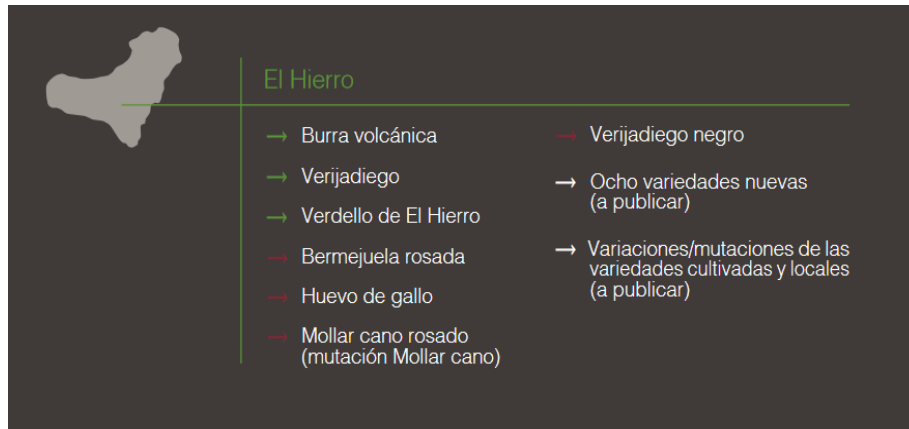 El Hierro
→ Burra volcánica
→ Verijadiego
→ Verdello de El Hierro
→ Bermejuela rosada
→ Huevo de gallo
→ Mollar cano rosado
(mutación Mollar cano)
→ Verijadiego negro
→ Ocho variedades nuevas
(a publicar)
→ Variaciones/mutaciones de las
variedades cultivadas y locales
(a publicar)